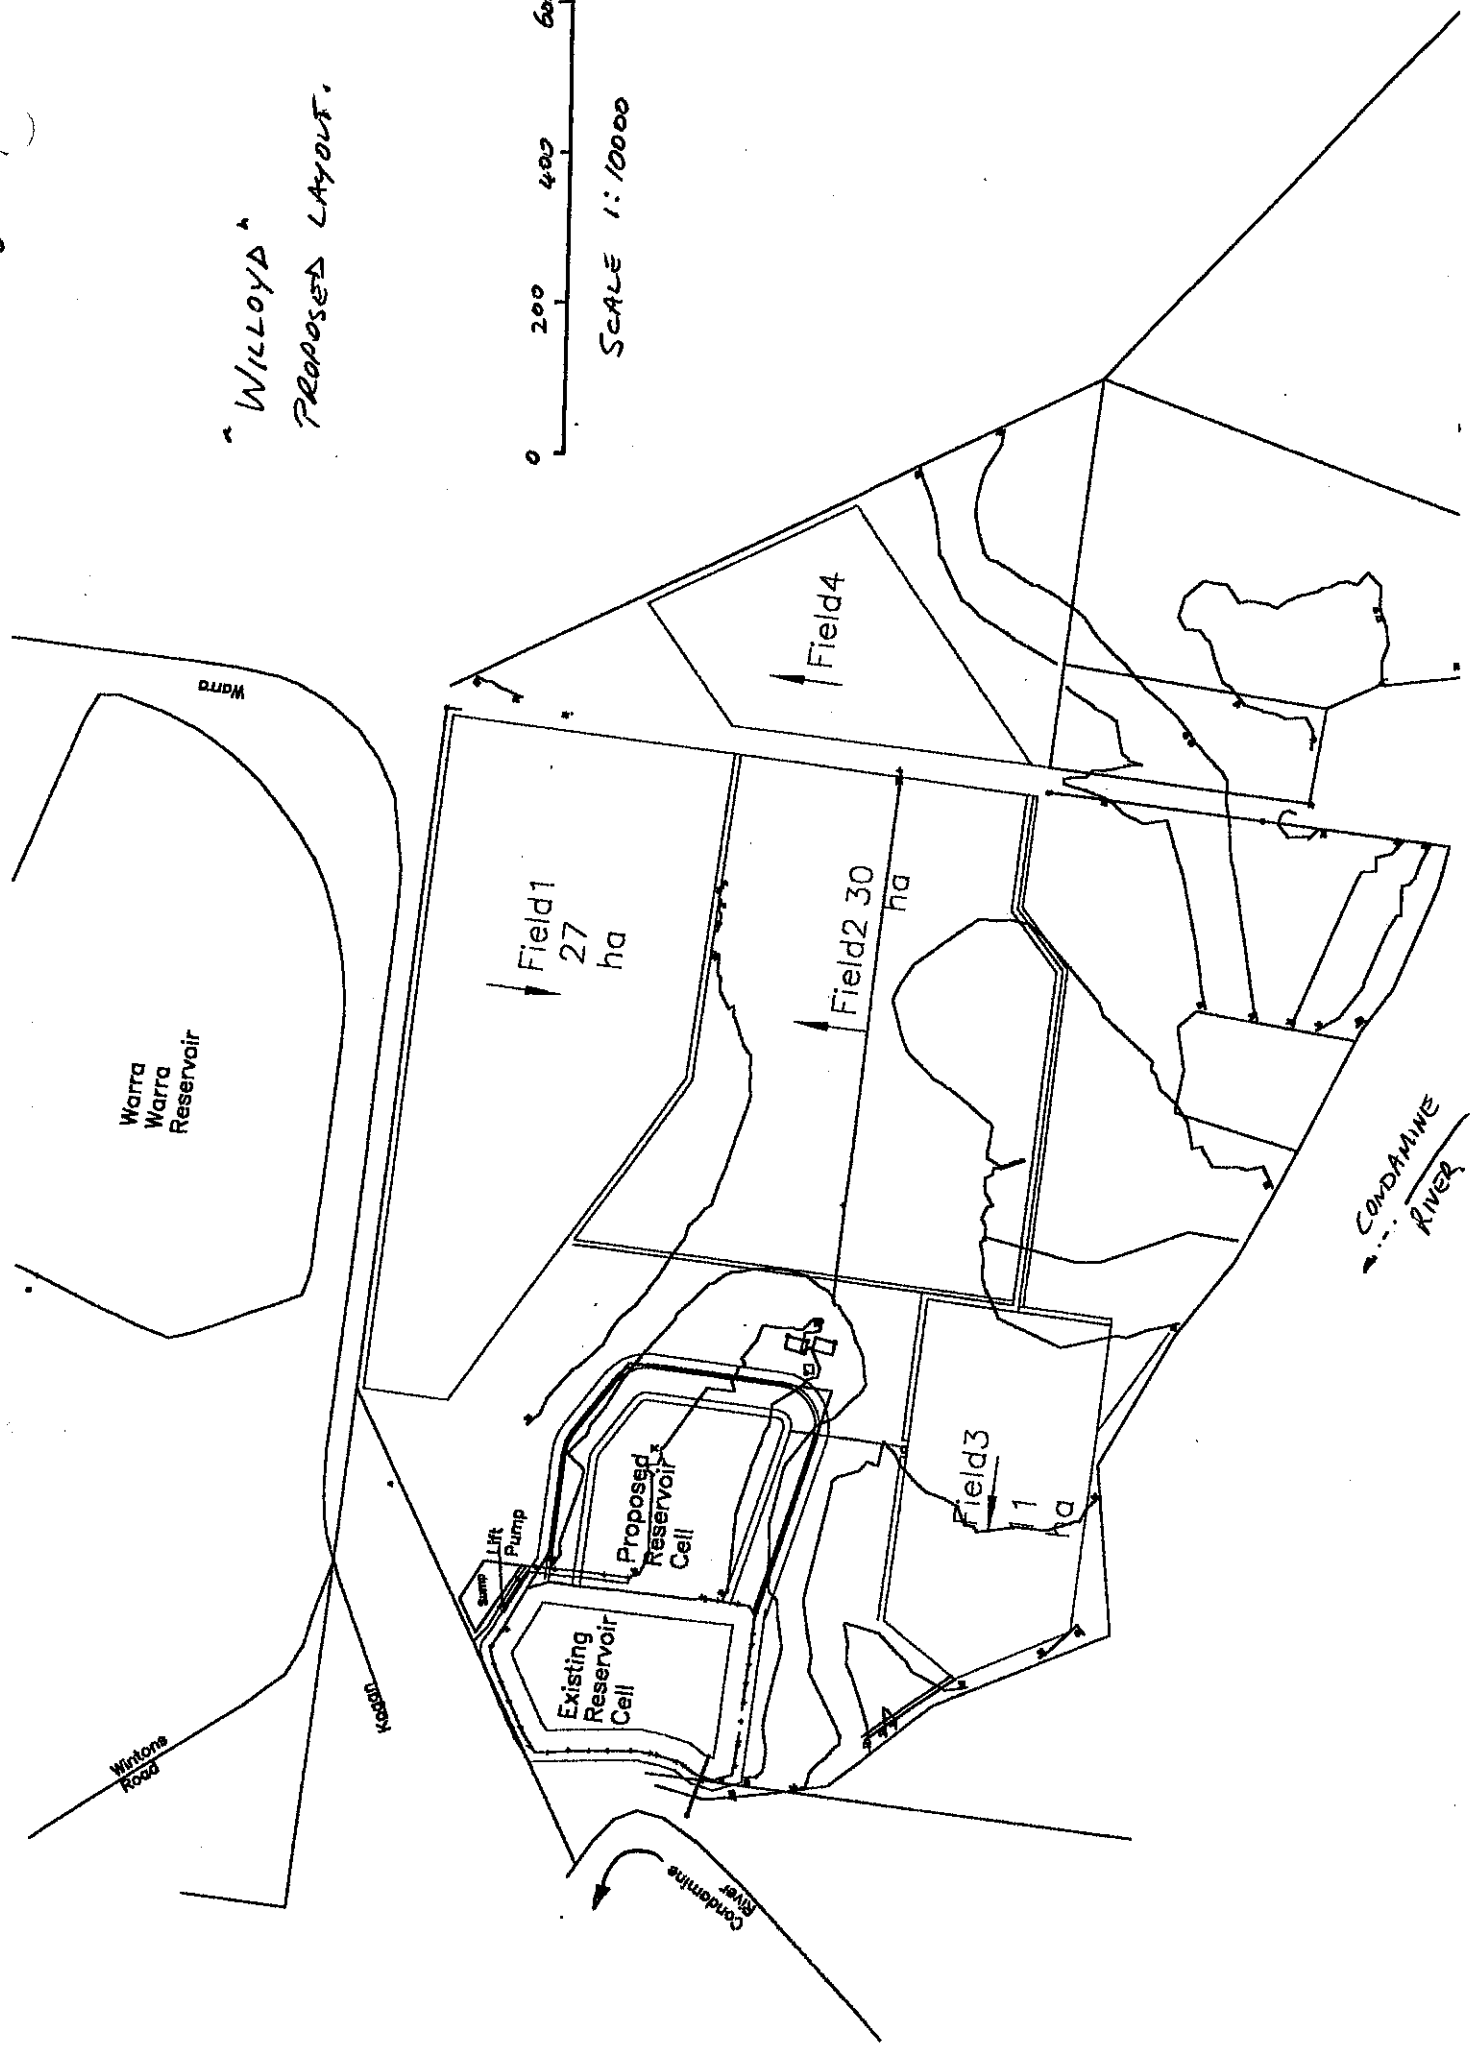 "WILLOYD"
PROPOSED LAYOUT.
0 200 400
SCALE 1:10000
Warra
Warra
Warra
Reservoir
Wintons
Road
Kogan
Field1
27
ha
Field2 30
ha
Field4
Field3
11
ha
Sump
Lift
Pump
Proposed
Reservoir
Cell
Existing
Reservoir
Cell
Condamine
River
CONDAMINE
RIVER